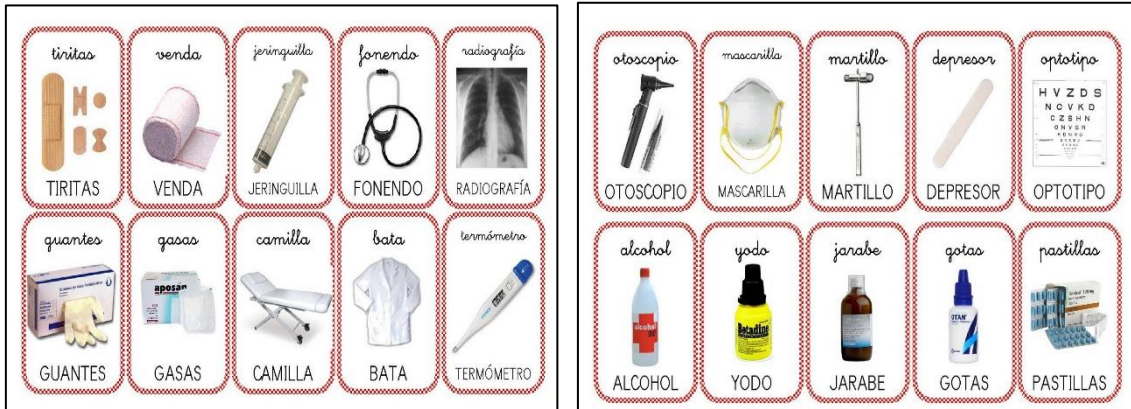 tiritas
venda
jeringuilla
fonendo
radiografía
TIRITAS
VENDA
JERINGUILLA
FONENDO
RADIOGRAFÍA
guantes
gasas
camilla
bata
termómetro
aposán
GUANTES
GASAS
CAMILLA
BATA
TERMÓMETRO
otoscopio
mascarilla
martillo
depresor
optotipo
H V Z D S
N C V K D
C Z S H N
O N V S R
K D N R O
OTOSCOPIO
MASCARILLA
MARTILLO
DEPRESOR
OPTOTIPO
alcohol
yodo
jarabe
gotas
pastillas
alcohol
Betadine
OTAN
ALCOHOL
YODO
JARABE
GOTAS
PASTILLAS